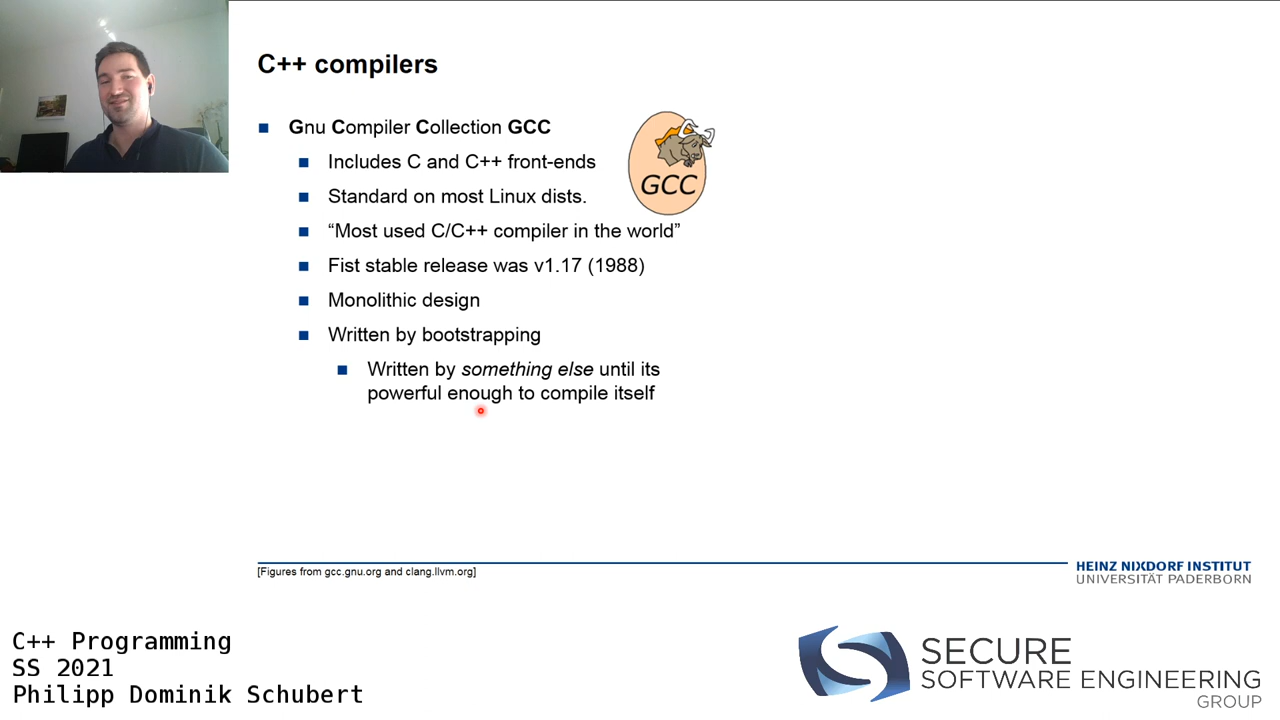 C++ compilers
Gnu Compiler Collection GCC
Includes C and C++ front-ends
Standard on most Linux dists.
“Most used C/C++ compiler in the world”
Fist stable release was v1.17 (1988)
Monolithic design
Written by bootstrapping
Written by something else until its
powerful enough to compile itself
GCC
[Figures from gcc.gnu.org and clang.llvm.org]
HEINZ NIXDORF INSTITUT
UNIVERSITÄT PADERBORN
C++ Programming
SS 2021
Philipp Dominik Schubert
SECURE
SOFTWARE ENGINEERING
GROUP